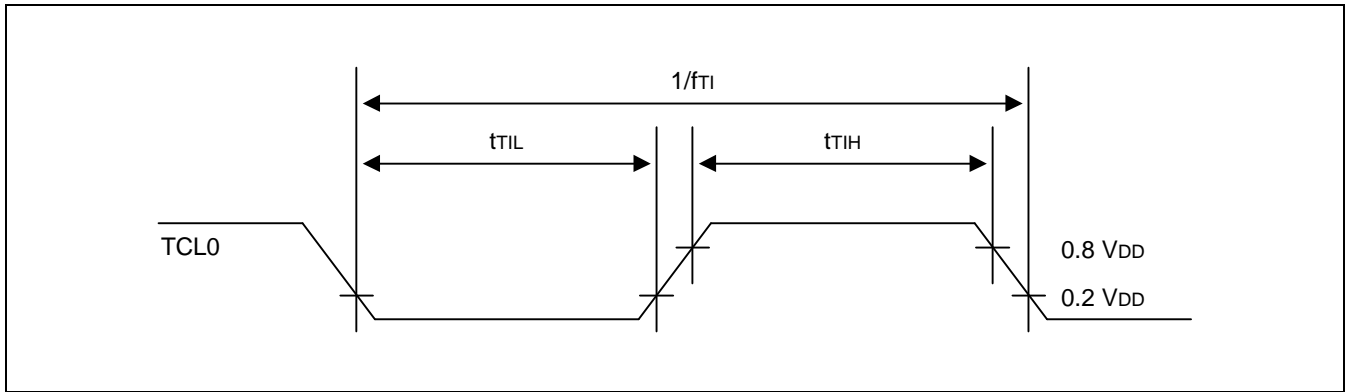 1/fTI
tTIL
tTIH
TCL0
0.8 VDD
0.2 VDD